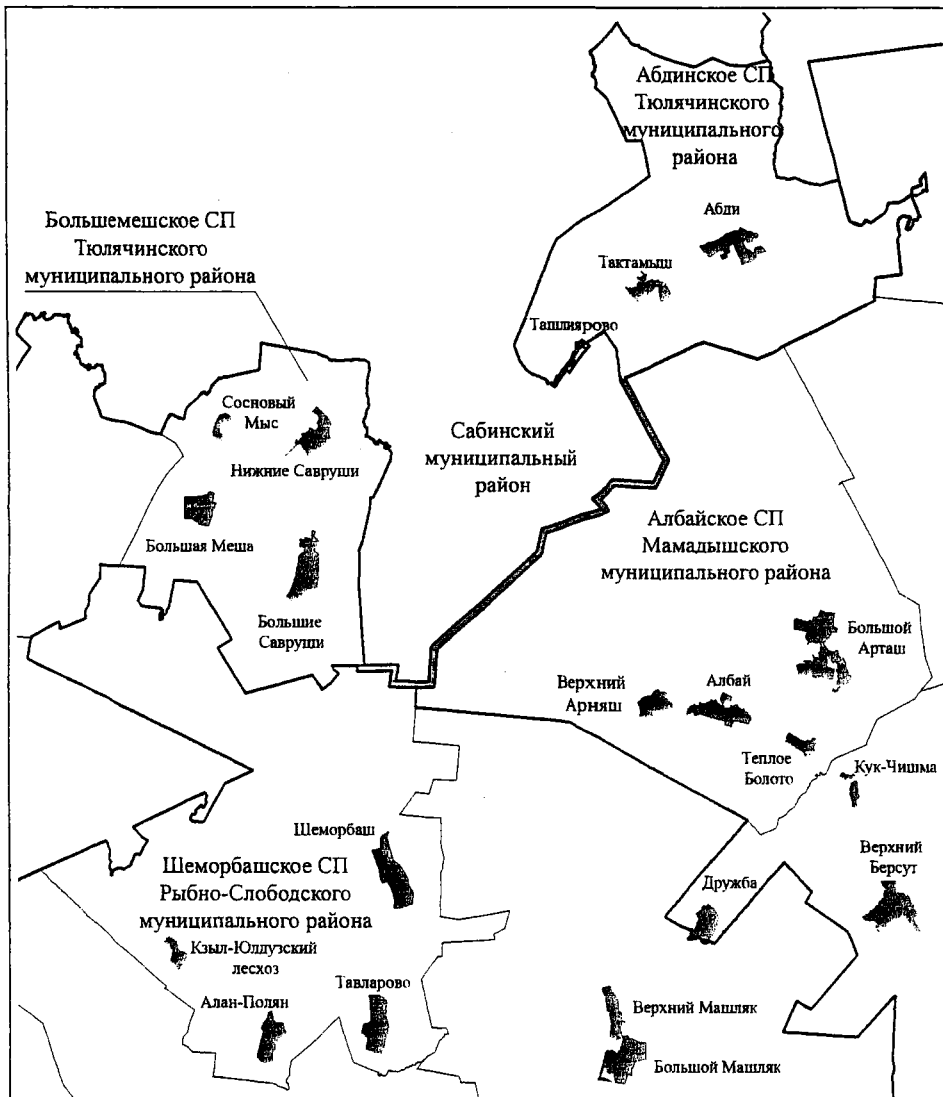 Абдинское СП
Тюлячинского
муниципального
района
Абди
Тактамыш
Ташлиярово
Большемешское СП
Тюлячинского
муниципального района
Сосновый
Мыс
Нижние Савруши
Большая Меша
Большие
Савруши
Сабинский
муниципальный
район
Албайское СП
Мамадышского
муниципального района
Большой
Арташ
Верхний
Арняш
Албай
Теплое
Болото
Кук-Чишма
Шеморбаш
Шеморбашское СП
Рыбно-Слободского
муниципального района
Кзыл-Юлдузский
лесхоз
Алан-Полян
Тавларово
Дружба
Верхний
Берсут
Верхний Машляк
Большой Машляк